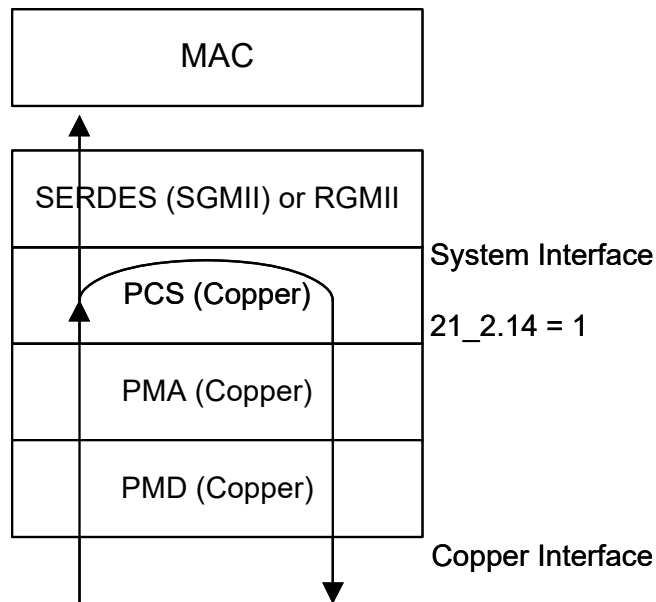 MAC
SERDES (SGMII) or RGMII
System Interface
PCS (Copper)
21_2.14 = 1
PMA (Copper)
PMD (Copper)
Copper Interface